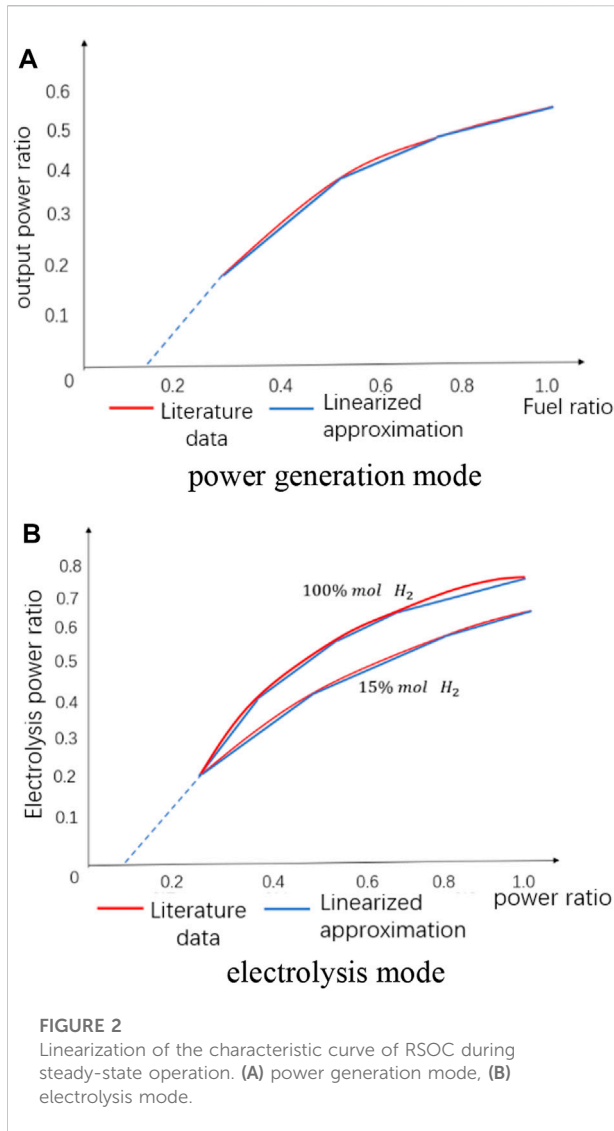 A
0.6
0.5
0.4
0.3
0.2
0.1
0
output power ratio
0.2 0.4 0.6 0.8 1.0
Fuel ratio
Literature data
Linearized approximation
power generation mode
B
0.8
0.7
0.6
0.5
0.4
0.3
0.2
0.1
0
Electrolysis power ratio
100% mol H2
15% mol H2
0.2 0.4 0.6 0.8 1.0
power ratio
Literature data
Linearized approximation
electrolysis mode
FIGURE 2
Linearization of the characteristic curve of RSOC during
steady-state operation. (A) power generation mode, (B)
electrolysis mode.